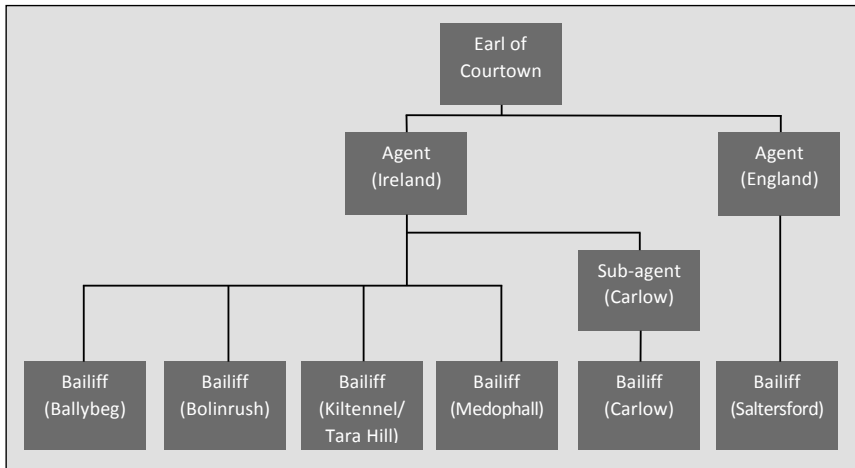 Earl of
Courtown
Agent
(Ireland)
Agent
(England)
Sub-agent
(Carlow)
Bailiff
(Ballybeg)
Bailiff
(Bolinrush)
Bailiff
(Kiltennel/
Tara Hill)
Bailiff
(Medophall)
Bailiff
(Carlow)
Bailiff
(Saltersford)